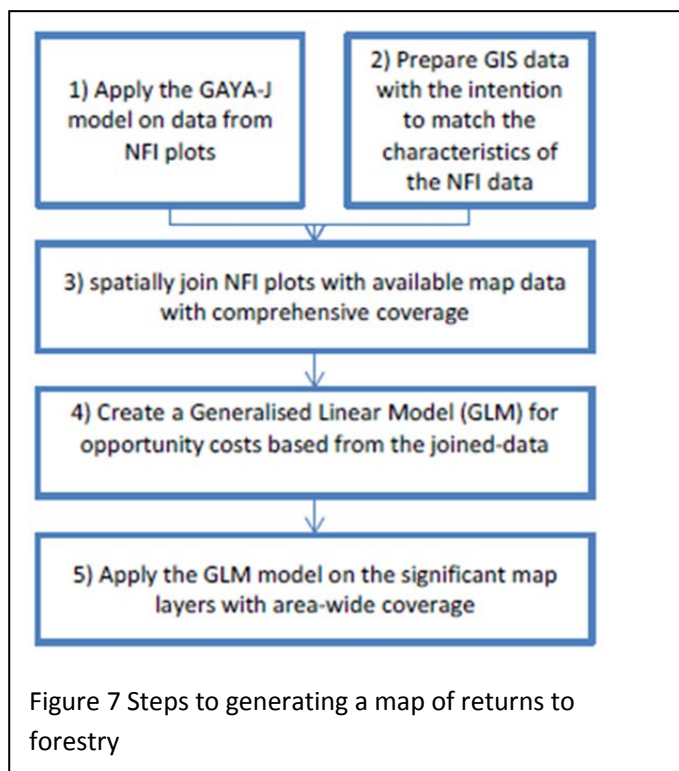 1) Apply the GAYA-J
model on data from
NFI plots
2) Prepare GIS data
with the intention
to match the
characteristics of
the NFI data
3) spatially join NFI plots with available map data
with comprehensive coverage
4) Create a Generalised Linear Model (GLM) for
opportunity costs based from the joined-data
5) Apply the GLM model on the significant map
layers with area-wide coverage
Figure 7 Steps to generating a map of returns to
forestry